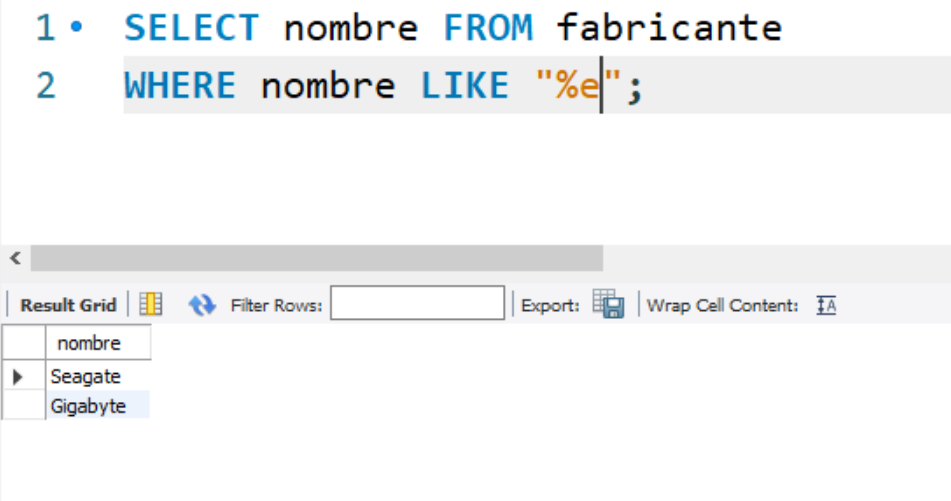 1 SELECT nombre FROM fabricante
2 WHERE nombre LIKE "%e";
Result Grid Filter Rows: Export: Wrap Cell Content: IA
nombre
Seagate
Gigabyte